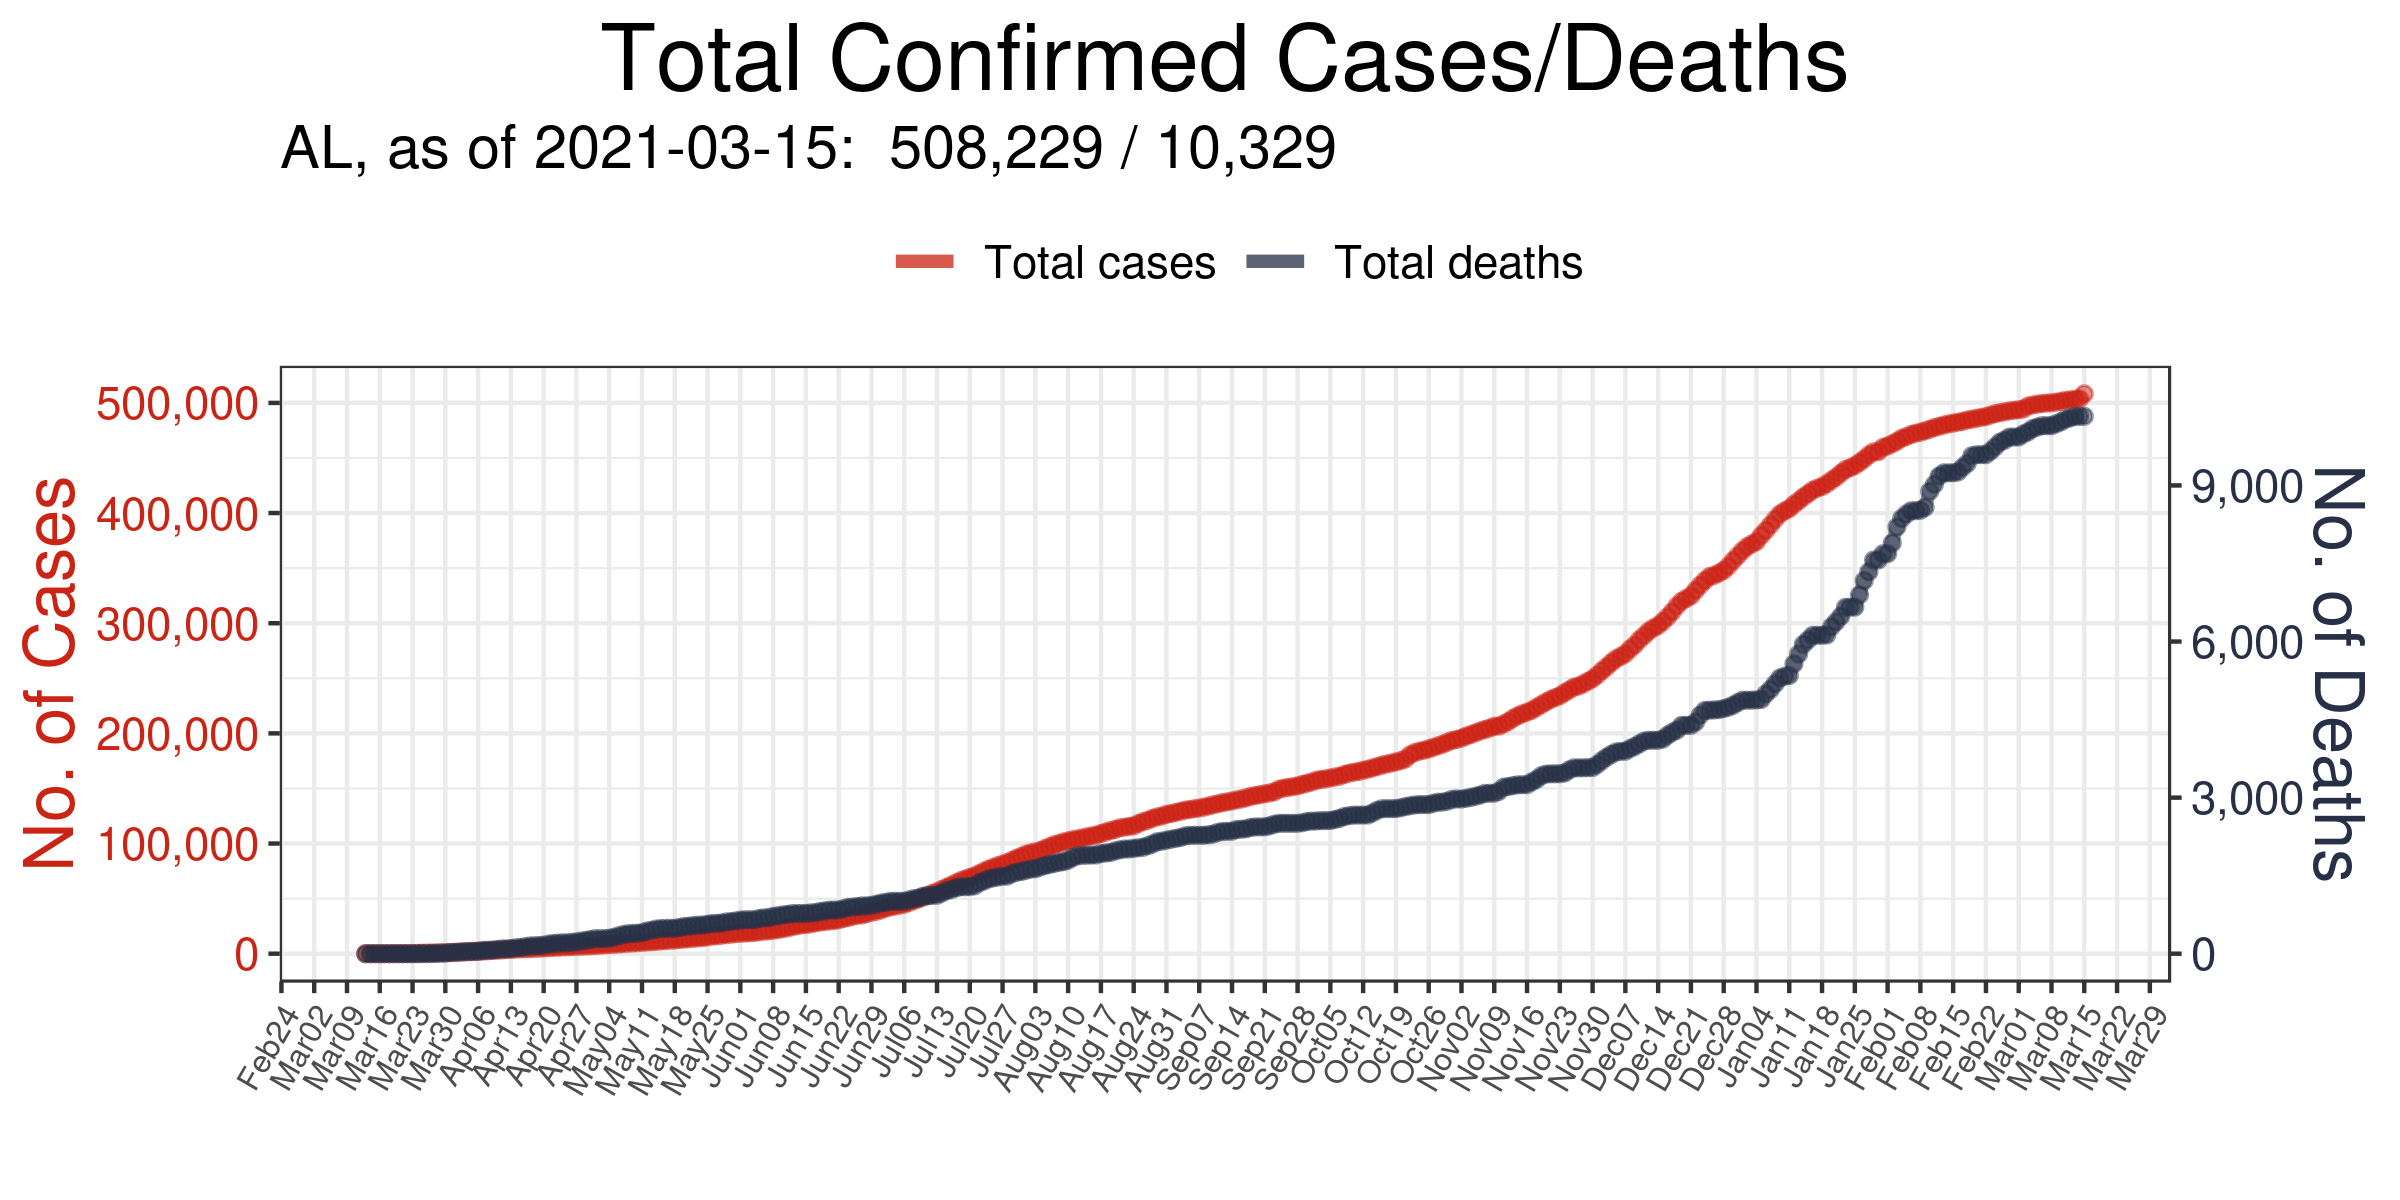 Total Confirmed Cases/Deaths
AL, as of 2021-03-15:  508,229 / 10,329
Total cases
Total deaths
No. of Cases
500,000
400,000
300,000
200,000
100,000
0
9,000
6,000
3,000
0
No. of Deaths
Feb24
Mar02
Mar09
Mar16
Mar23
Mar30
Apr06
Apr13
Apr20
Apr27
May04
May11
May18
May25
Jun01
Jun08
Jun15
Jun22
Jun29
Jul06
Jul13
Jul20
Jul27
Aug03
Aug10
Aug17
Aug24
Aug31
Sep07
Sep14
Sep21
Sep28
Oct05
Oct12
Oct19
Oct26
Nov02
Nov09
Nov16
Nov23
Nov30
Dec07
Dec14
Dec21
Dec28
Jan04
Jan11
Jan18
Jan25
Feb01
Feb08
Feb15
Feb22
Mar01
Mar08
Mar15
Mar22
Mar29